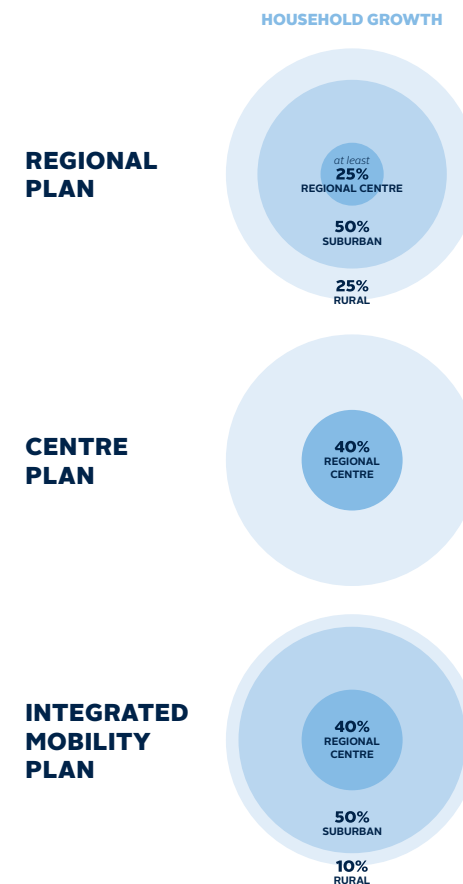 HOUSEHOLD GROWTH
REGIONAL
PLAN
at least
25%
REGIONAL CENTRE
50%
SUBURBAN
25%
RURAL
CENTRE
PLAN
40%
REGIONAL
CENTRE
INTEGRATED
MOBILITY
PLAN
40%
REGIONAL
CENTRE
50%
SUBURBAN
10%
RURAL